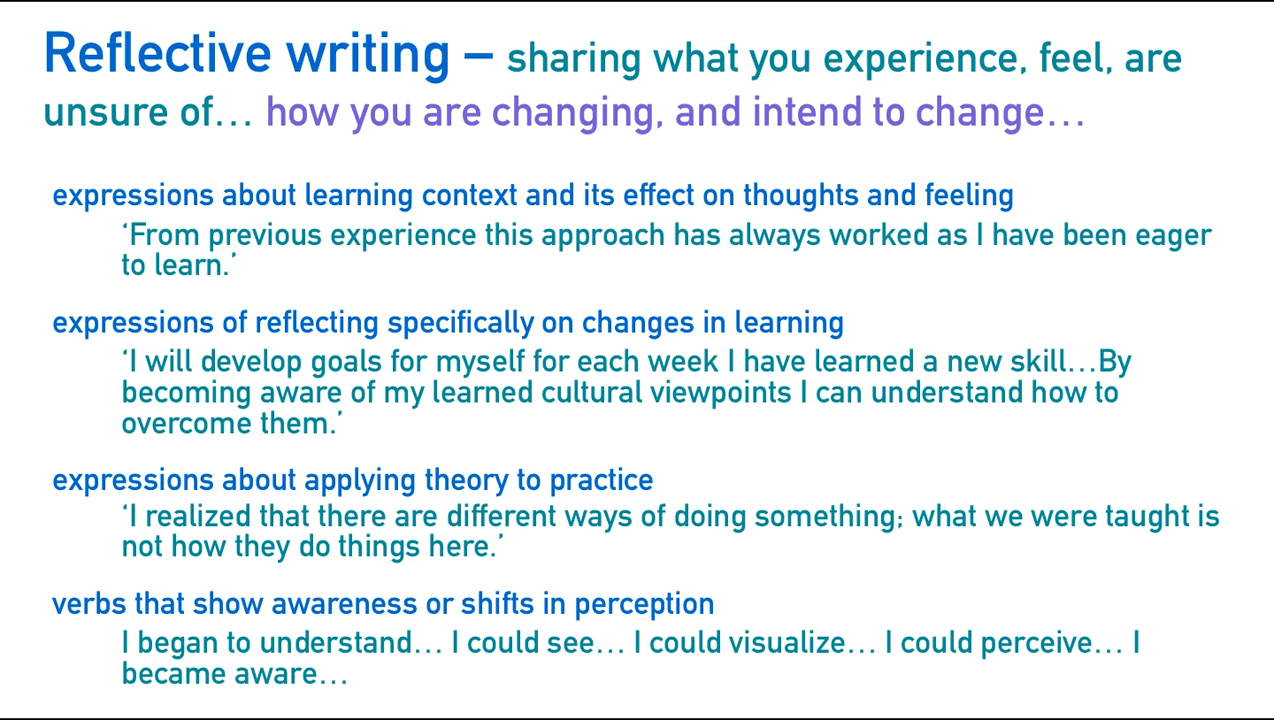 Reflective writing – sharing what you experience, feel, are
unsure of... how you are changing, and intend to change...
expressions about learning context and its effect on thoughts and feeling
‘From previous experience this approach has always worked as I have been eager
to learn.’
expressions of reflecting specifically on changes in learning
‘I will develop goals for myself for each week I have learned a new skill...By
becoming aware of my learned cultural viewpoints I can understand how to
overcome them.’
expressions about applying theory to practice
‘I realized that there are different ways of doing something; what we were taught is
not how they do things here.’
verbs that show awareness or shifts in perception
I began to understand... I could see... I could visualize... I could perceive... I
became aware...